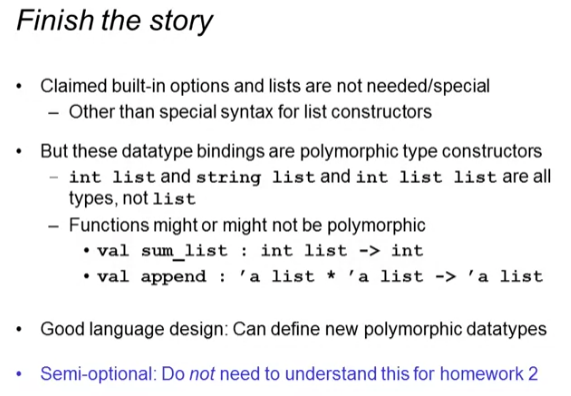 Finish the story
• Claimed built-in options and lists are not needed/special
– Other than special syntax for list constructors
• But these datatype bindings are polymorphic type constructors
– int list and string list and int list list are all
types, not list
– Functions might or might not be polymorphic
• val sum_list : int list -> int
• val append : 'a list * 'a list -> 'a list
• Good language design: Can define new polymorphic datatypes
• Semi-optional: Do not need to understand this for homework 2